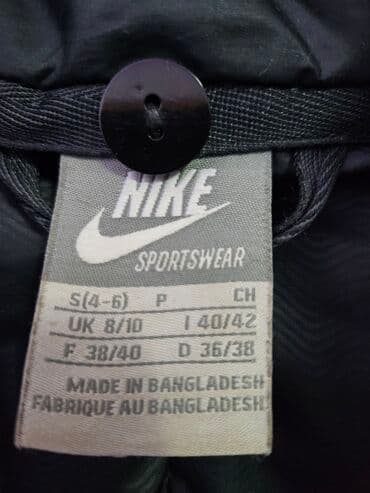 NIKE
SPORTSWEAR
S(4-6) P CH
UK 8/10 I 40/42
F 38/40 D 36/38
MADE IN BANGLADESH
FABRIQUE AU BANGLADESH